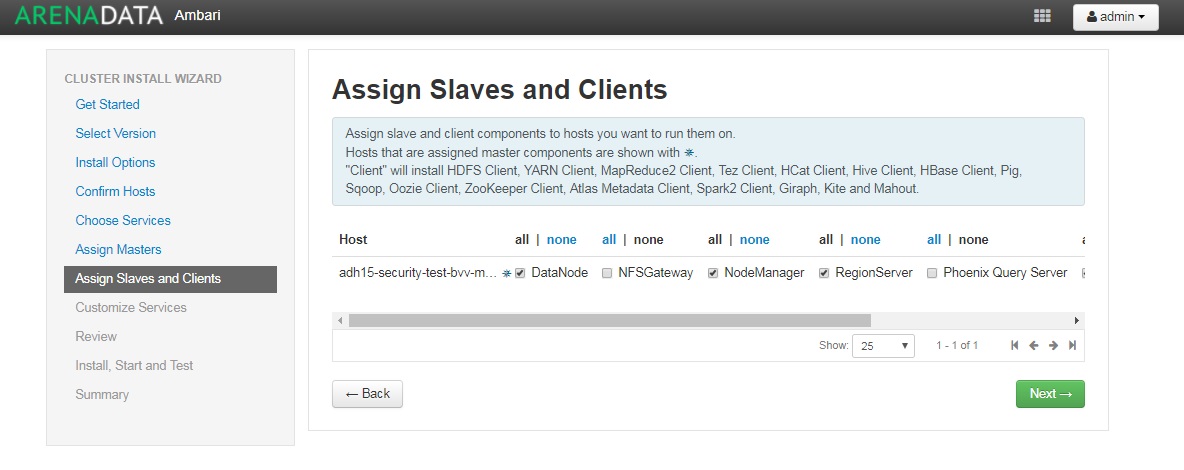 ARENADATA Ambari admin
CLUSTER INSTALL WIZARD
Get Started
Select Version
Install Options
Confirm Hosts
Choose Services
Assign Masters
Assign Slaves and Clients
Customize Services
Review
Install, Start and Test
Summary
Assign Slaves and Clients
Assign slave and client components to hosts you want to run them on.
Hosts that are assigned master components are shown with ✵.
"Client" will install HDFS Client, YARN Client, MapReduce2 Client, Tez Client, HCat Client, Hive Client, HBase Client, Pig,
Sqoop, Oozie Client, ZooKeeper Client, Atlas Metadata Client, Spark2 Client, Giraph, Kite and Mahout.
Host all | none all | none all | none all | none all | none
adh15-security-test-bvv-m... ✵ DataNode NFSGateway NodeManager RegionServer Phoenix Query Server
Show: 25 1 - 1 of 1
← Back Next →